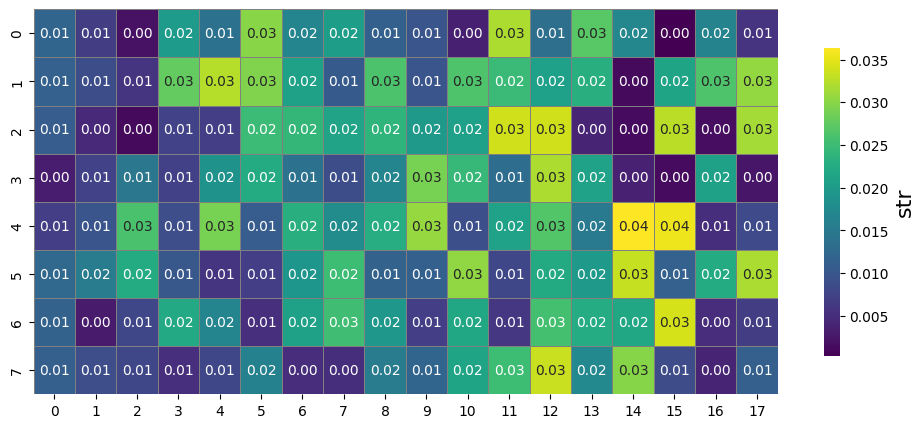 0 0.01 0.01 0.00 0.02 0.01 0.03 0.02 0.02 0.01 0.01 0.00 0.03 0.01 0.03 0.02 0.00 0.02 0.01
1 0.01 0.01 0.01 0.03 0.03 0.03 0.02 0.01 0.03 0.01 0.03 0.02 0.02 0.02 0.00 0.02 0.03 0.03
2 0.01 0.00 0.00 0.01 0.01 0.02 0.02 0.02 0.02 0.02 0.02 0.03 0.03 0.00 0.00 0.03 0.00 0.03
3 0.00 0.01 0.01 0.01 0.02 0.02 0.01 0.01 0.02 0.03 0.02 0.01 0.03 0.02 0.00 0.00 0.02 0.00
4 0.01 0.01 0.03 0.01 0.03 0.01 0.02 0.02 0.02 0.03 0.01 0.02 0.03 0.02 0.04 0.04 0.01 0.01
5 0.01 0.02 0.02 0.01 0.01 0.01 0.02 0.02 0.01 0.01 0.03 0.01 0.02 0.02 0.03 0.01 0.02 0.03
6 0.01 0.00 0.01 0.02 0.02 0.01 0.02 0.03 0.02 0.01 0.02 0.01 0.03 0.02 0.02 0.03 0.00 0.01
7 0.01 0.01 0.01 0.01 0.01 0.02 0.00 0.00 0.02 0.01 0.02 0.03 0.03 0.02 0.03 0.01 0.00 0.01
0 1 2 3 4 5 6 7 8 9 10 11 12 13 14 15 16 17
0.035
0.030
0.025
0.020
0.015
0.010
0.005
str